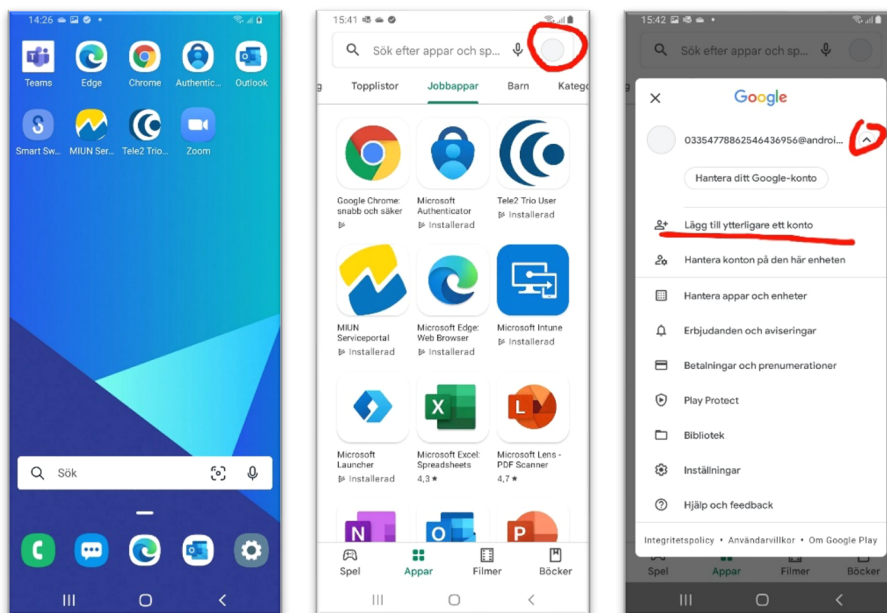 14:26
Teams
Edge
Chrome
Authentic...
Outlook
Smart Sw...
MIUN Ser...
Tele2 Trio...
Zoom
Sök
15:41
Sök efter appar och sp...
g
Topplistor
Jobbappar
Barn
Katego
Google Chrome:
snabb och säker
Microsoft
Authenticator
Installerad
Tele2 Trio User
Installerad
MIUN
Serviceportal
Installerad
Microsoft Edge:
Web Browser
Installerad
Microsoft Intune
Installerad
Microsoft
Launcher
Installerad
Microsoft Excel:
Spreadsheets
4,3 ★
Microsoft Lens -
PDF Scanner
4,7 ★
Spel
Appar
Filmer
Böcker
15:42
Sök efter appar och sp...
Google
03354778862546436956@androi...
Hantera ditt Google-konto
Lägg till ytterligare ett konto
Hantera konton på den här enheten
Hantera appar och enheter
Erbjudanden och aviseringar
Betalningar och prenumerationer
Play Protect
Bibliotek
Inställningar
Hjälp och feedback
Integritetspolicy • Användarvillkor • Om Google Play
Spel
Appar
Filmer
Böcker